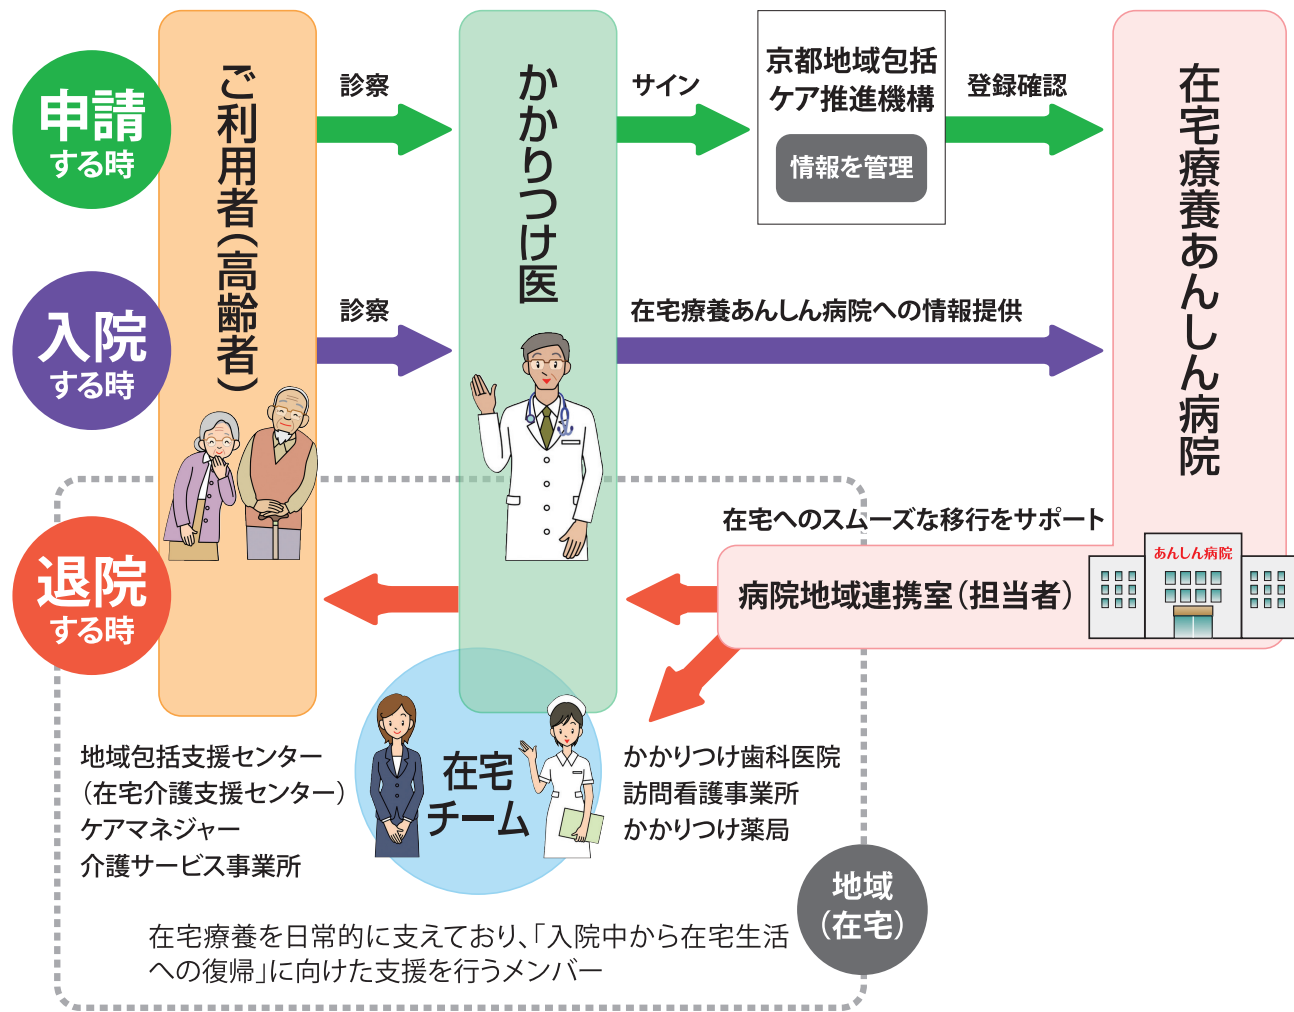 申請
する時
ご利用者(高齢者)
診察
かかりつけ医
サイン
京都地域包括
ケア推進機構
情報を管理
登録確認
在宅療養あんしん病院
入院
する時
診察
在宅療養あんしん病院への情報提供
在宅へのスムーズな移行をサポート
あんしん病院
退院
する時
病院地域連携室(担当者)
地域包括支援センター
(在宅介護支援センター)
ケアマネジャー
介護サービス事業所
在宅
チーム
かかりつけ歯科医院
訪問看護事業所
かかりつけ薬局
地域
(在宅)
在宅療養を日常的に支えており、「入院中から在宅生活
への復帰」に向けた支援を行うメンバー